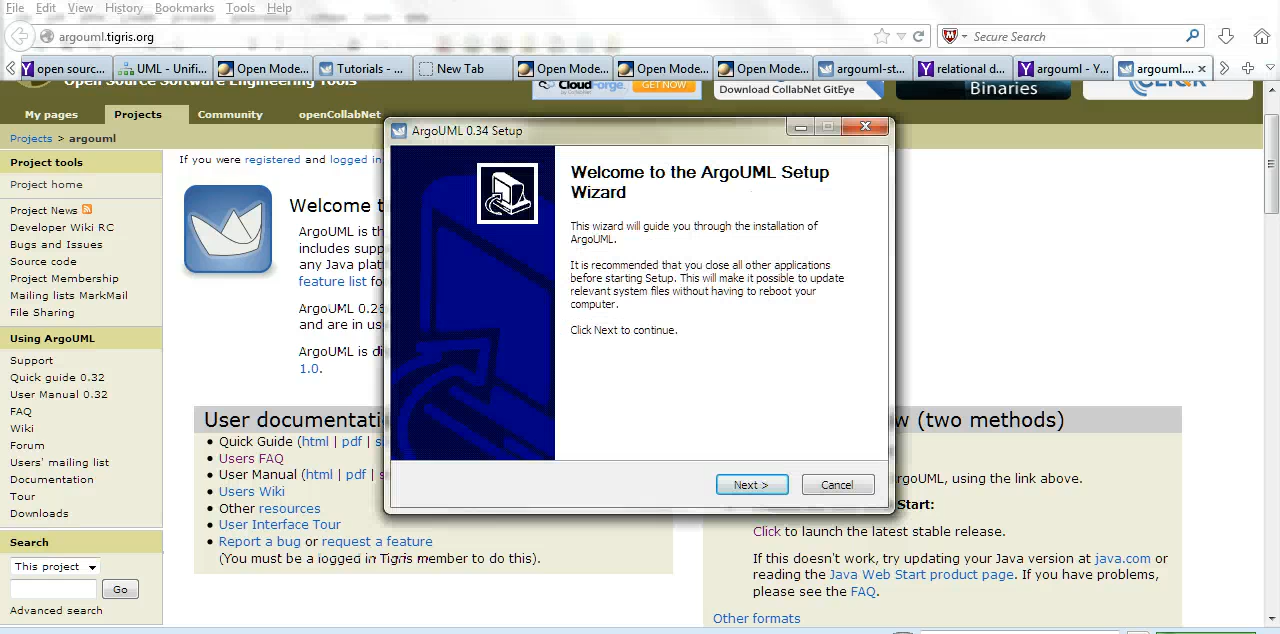 File Edit View History Bookmarks Tools Help
argouml.tigris.org
Secure Search
open sourc...
UML - Unifi...
Open Mode...
Tutorials - ...
New Tab
Open Mode...
Open Mode...
Open Mode...
argouml-st...
relational d...
argouml - Y...
argouml....
Open Source Software Engineering Tools
CloudForge.
GET NOW
Download CollabNet GitEye
Binaries
My pages
Projects
Community
openCollabNet
Projects > argouml
Project tools
Project home
Project News
Developer Wiki RC
Bugs and Issues
Source code
Project Membership
Mailing lists MarkMail
File Sharing
Using ArgoUML
Support
Quick guide 0.32
User Manual 0.32
FAQ
Wiki
Forum
Users' mailing list
Documentation
Tour
Downloads
Search
This project
Go
Advanced search
If you were registered and logged in
Welcome t
ArgoUML is th
includes supp
any Java plat
feature list fo
ArgoUML 0.2
and are in us
ArgoUML is di
1.0.
User documentati
Quick Guide (html | pdf | s
Users FAQ
User Manual (html | pdf | s
Users Wiki
Other resources
User Interface Tour
Report a bug or request a feature
(You must be a logged in Tigris member to do this).
ArgoUML 0.34 Setup
Welcome to the ArgoUML Setup
Wizard
This wizard will guide you through the installation of
ArgoUML.
It is recommended that you close all other applications
before starting Setup. This will make it possible to update
relevant system files without having to reboot your
computer.
Click Next to continue.
Next >
Cancel
w (two methods)
rgoUML, using the link above.
Start:
Click to launch the latest stable release.
If this doesn't work, try updating your Java version at java.com or
reading the Java Web Start product page. If you have problems,
please see the FAQ.
Other formats